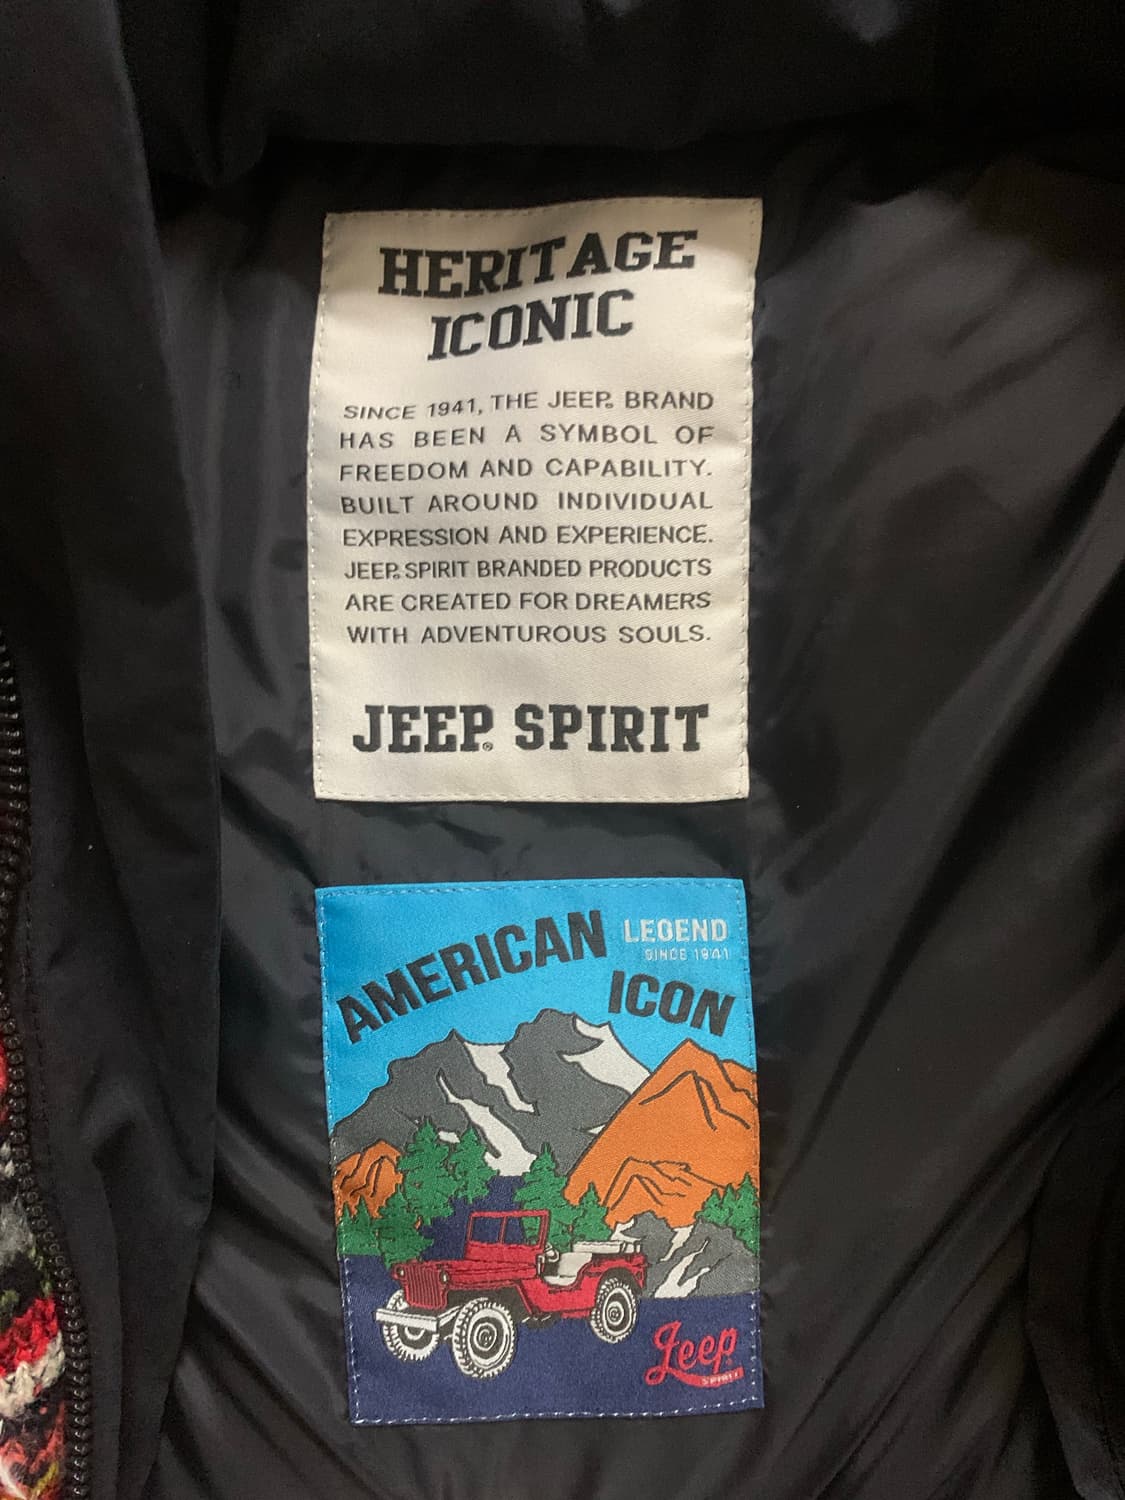 HERITAGE
ICONIC
SINCE 1941, THE JEEP® BRAND
HAS BEEN A SYMBOL OF
FREEDOM AND CAPABILITY.
BUILT AROUND INDIVIDUAL
EXPRESSION AND EXPERIENCE.
JEEP® SPIRIT BRANDED PRODUCTS
ARE CREATED FOR DREAMERS
WITH ADVENTUROUS SOULS.
JEEP® SPIRIT
AMERICAN
LEGEND
SINCE 1941
ICON
Jeep®
SPIRIT